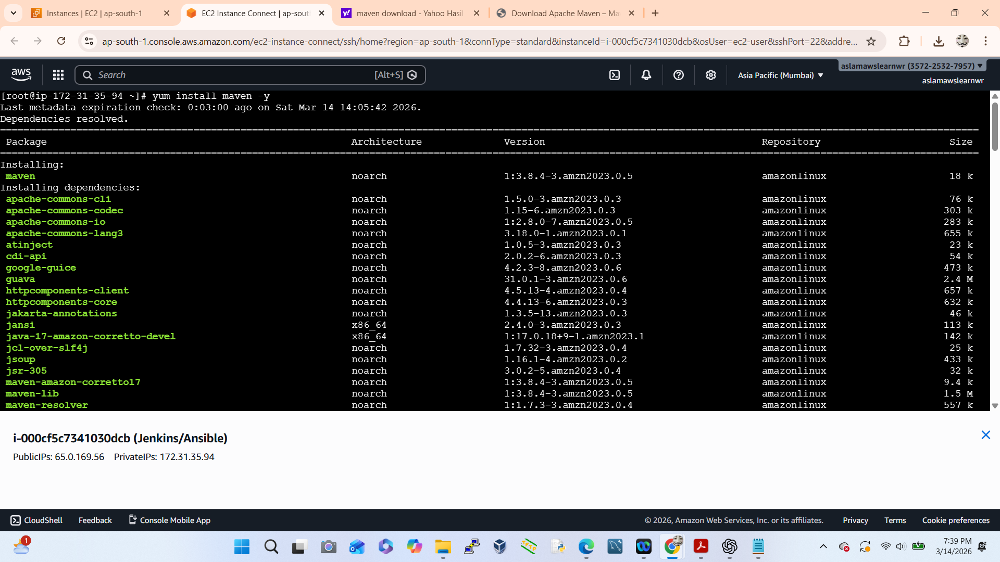 Instances | EC2 | ap-south-1
EC2 Instance Connect | ap-sout
maven download - Yahoo Hasil
Download Apache Maven – Ma
ap-south-1.console.aws.amazon.com/ec2-instance-connect/ssh/home?region=ap-south-1&connType=standard&instanceId=i-000cf5c7341030dcb&osUser=ec2-user&sshPort=22&addre...
aws
Search
[Alt+S]
Asia Pacific (Mumbai)
aslamawslearnwr (3572-2532-7957)
aslamawslearnwr
[root@ip-172-31-35-94 ~]# yum install maven -y
Last metadata expiration check: 0:03:00 ago on Sat Mar 14 14:05:42 2026.
Dependencies resolved.
Package Architecture Version Repository Size
Installing:
maven noarch 1:3.8.4-3.amzn2023.0.5 amazonlinux 18 k
Installing dependencies:
apache-commons-cli noarch 1.5.0-3.amzn2023.0.3 amazonlinux 76 k
apache-commons-codec noarch 1.15-6.amzn2023.0.3 amazonlinux 303 k
apache-commons-io noarch 1:2.8.0-7.amzn2023.0.5 amazonlinux 283 k
apache-commons-lang3 noarch 3.18.0-1.amzn2023.0.1 amazonlinux 655 k
atinject noarch 1.0.5-3.amzn2023.0.3 amazonlinux 23 k
cdi-api noarch 2.0.2-6.amzn2023.0.3 amazonlinux 54 k
google-guice noarch 4.2.3-8.amzn2023.0.6 amazonlinux 473 k
guava noarch 31.0.1-3.amzn2023.0.6 amazonlinux 2.4 M
httpcomponents-client noarch 4.5.13-4.amzn2023.0.4 amazonlinux 657 k
httpcomponents-core noarch 4.4.13-6.amzn2023.0.3 amazonlinux 632 k
jakarta-annotations noarch 1.3.5-13.amzn2023.0.3 amazonlinux 46 k
jansi x86_64 2.4.0-3.amzn2023.0.3 amazonlinux 113 k
java-17-amazon-corretto-devel x86_64 1:17.0.18+9-1.amzn2023.1 amazonlinux 142 k
jcl-over-slf4j noarch 1.7.32-3.amzn2023.0.4 amazonlinux 25 k
jsoup noarch 1.16.1-4.amzn2023.0.2 amazonlinux 433 k
jsr-305 noarch 3.0.2-5.amzn2023.0.4 amazonlinux 32 k
maven-amazon-corretto17 noarch 1:3.8.4-3.amzn2023.0.5 amazonlinux 9.4 k
maven-lib noarch 1:3.8.4-3.amzn2023.0.5 amazonlinux 1.5 M
maven-resolver noarch 1:1.7.3-3.amzn2023.0.4 amazonlinux 557 k
i-000cf5c7341030dcb (Jenkins/Ansible)
PublicIPs: 65.0.169.56 PrivateIPs: 172.31.35.94
CloudShell Feedback Console Mobile App © 2026, Amazon Web Services, Inc. or its affiliates. Privacy Terms Cookie preferences
1
TFTP
7:39 PM
3/14/2026